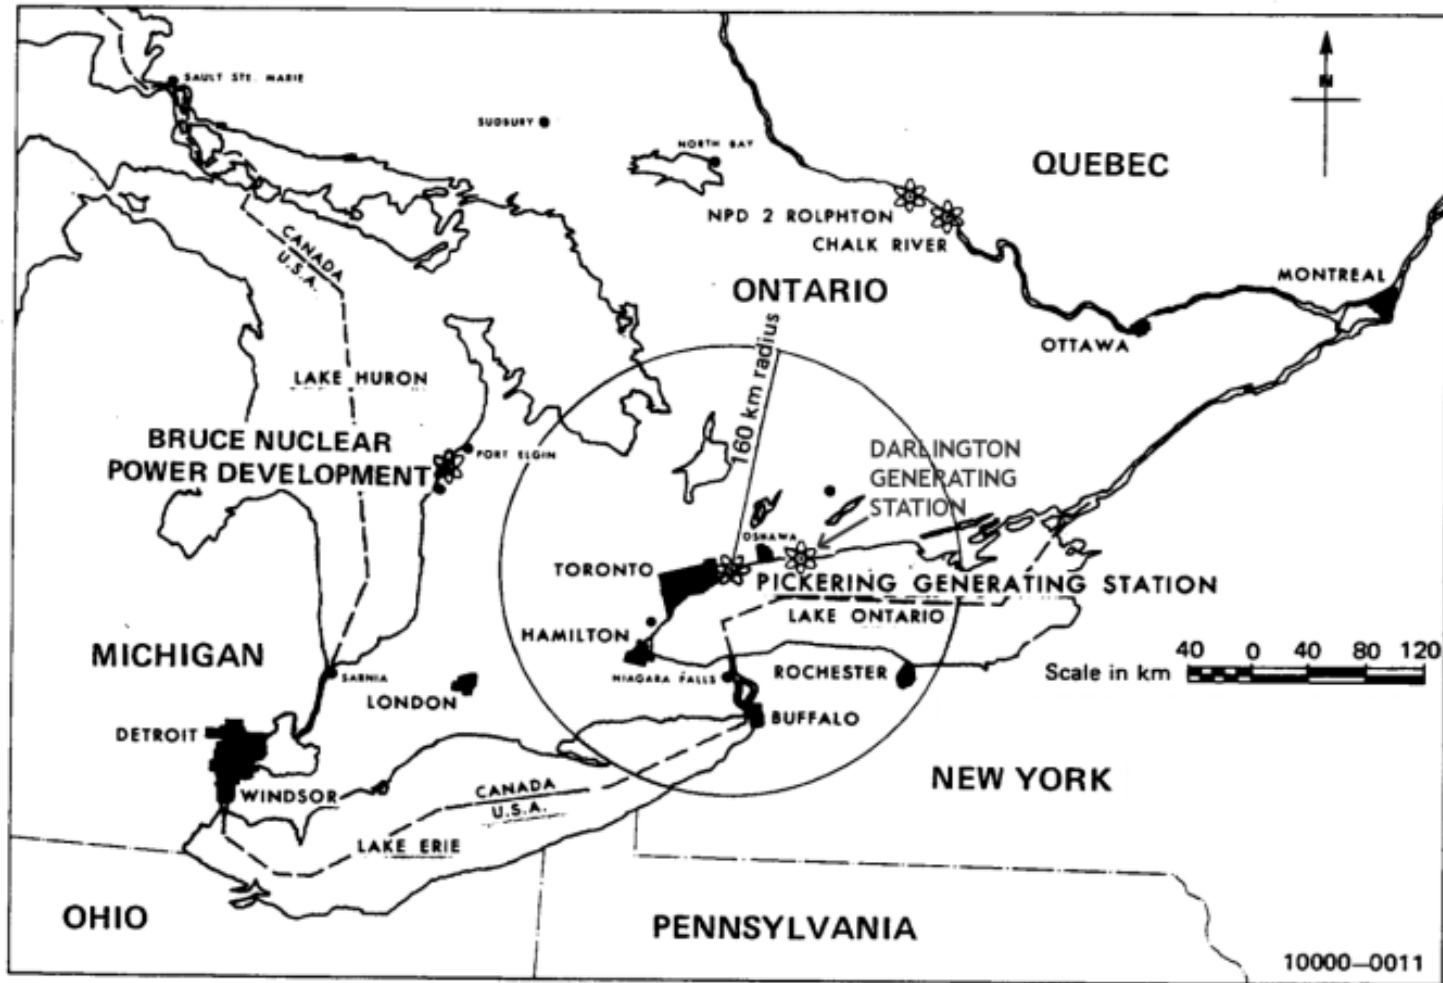 SAULT STE. MARIE
SUDBURY
NORTH BAY
N
QUEBEC
NPD 2 ROLPHTON
CHALK RIVER
CANADA
U.S.A.
ONTARIO
MONTREAL
OTTAWA
160 km radius
LAKE HURON
BRUCE NUCLEAR
POWER DEVELOPMENT
PORT ELGIN
DARLINGTON
GENERATING
STATION
OSHAWA
TORONTO
PICKERING GENERATING STATION
LAKE ONTARIO
HAMILTON
MICHIGAN
SARNIA
LONDON
NIAGARA FALLS
ROCHESTER
40 0 40 80 120
Scale in km
DETROIT
BUFFALO
WINDSOR
CANADA
U.S.A.
NEW YORK
LAKE ERIE
OHIO
PENNSYLVANIA
10000-0011